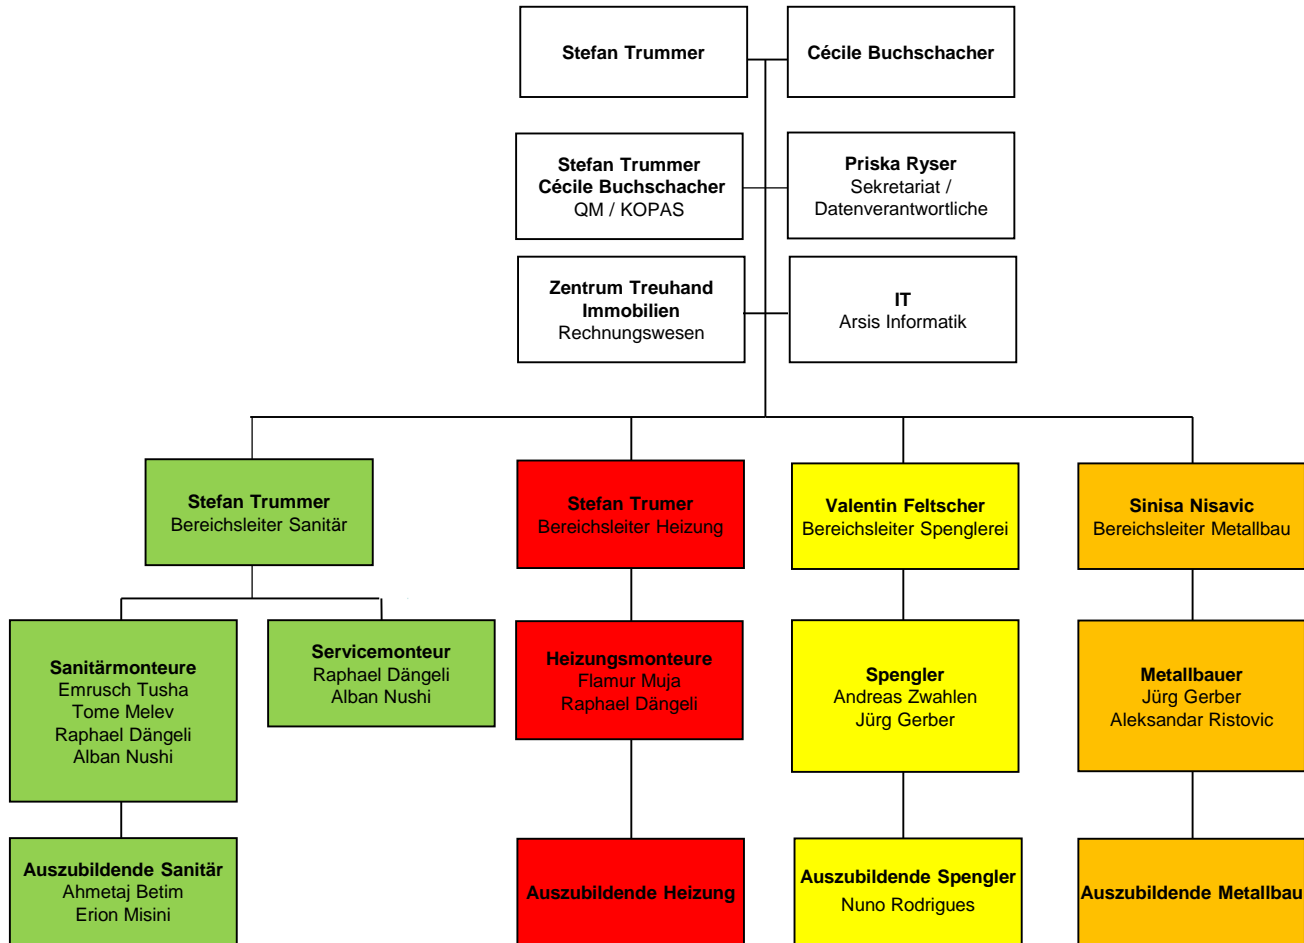 Stefan Trummer
Cécile Buchschacher
Stefan Trummer
Cécile Buchschacher
QM / KOPAS
Priska Ryser
Sekretariat /
Datenverantwortliche
Zentrum Treuhand
Immobilien
Rechnungswesen
IT
Arsis Informatik
Stefan Trummer
Bereichsleiter Sanitär
Stefan Trumer
Bereichsleiter Heizung
Valentin Feltscher
Bereichsleiter Spenglerei
Sinisa Nisavic
Bereichsleiter Metallbau
Sanitärmonteure
Emrusch Tusha
Tome Melev
Raphael Dängeli
Alban Nushi
Servicemonteur
Raphael Dängeli
Alban Nushi
Heizungsmonteure
Flamur Muja
Raphael Dängeli
Spengler
Andreas Zwahlen
Jürg Gerber
Metallbauer
Jürg Gerber
Aleksandar Ristovic
Auszubildende Sanitär
Ahmetaj Betim
Erion Misini
Auszubildende Heizung
Auszubildende Spengler
Nuno Rodrigues
Auszubildende Metallbau